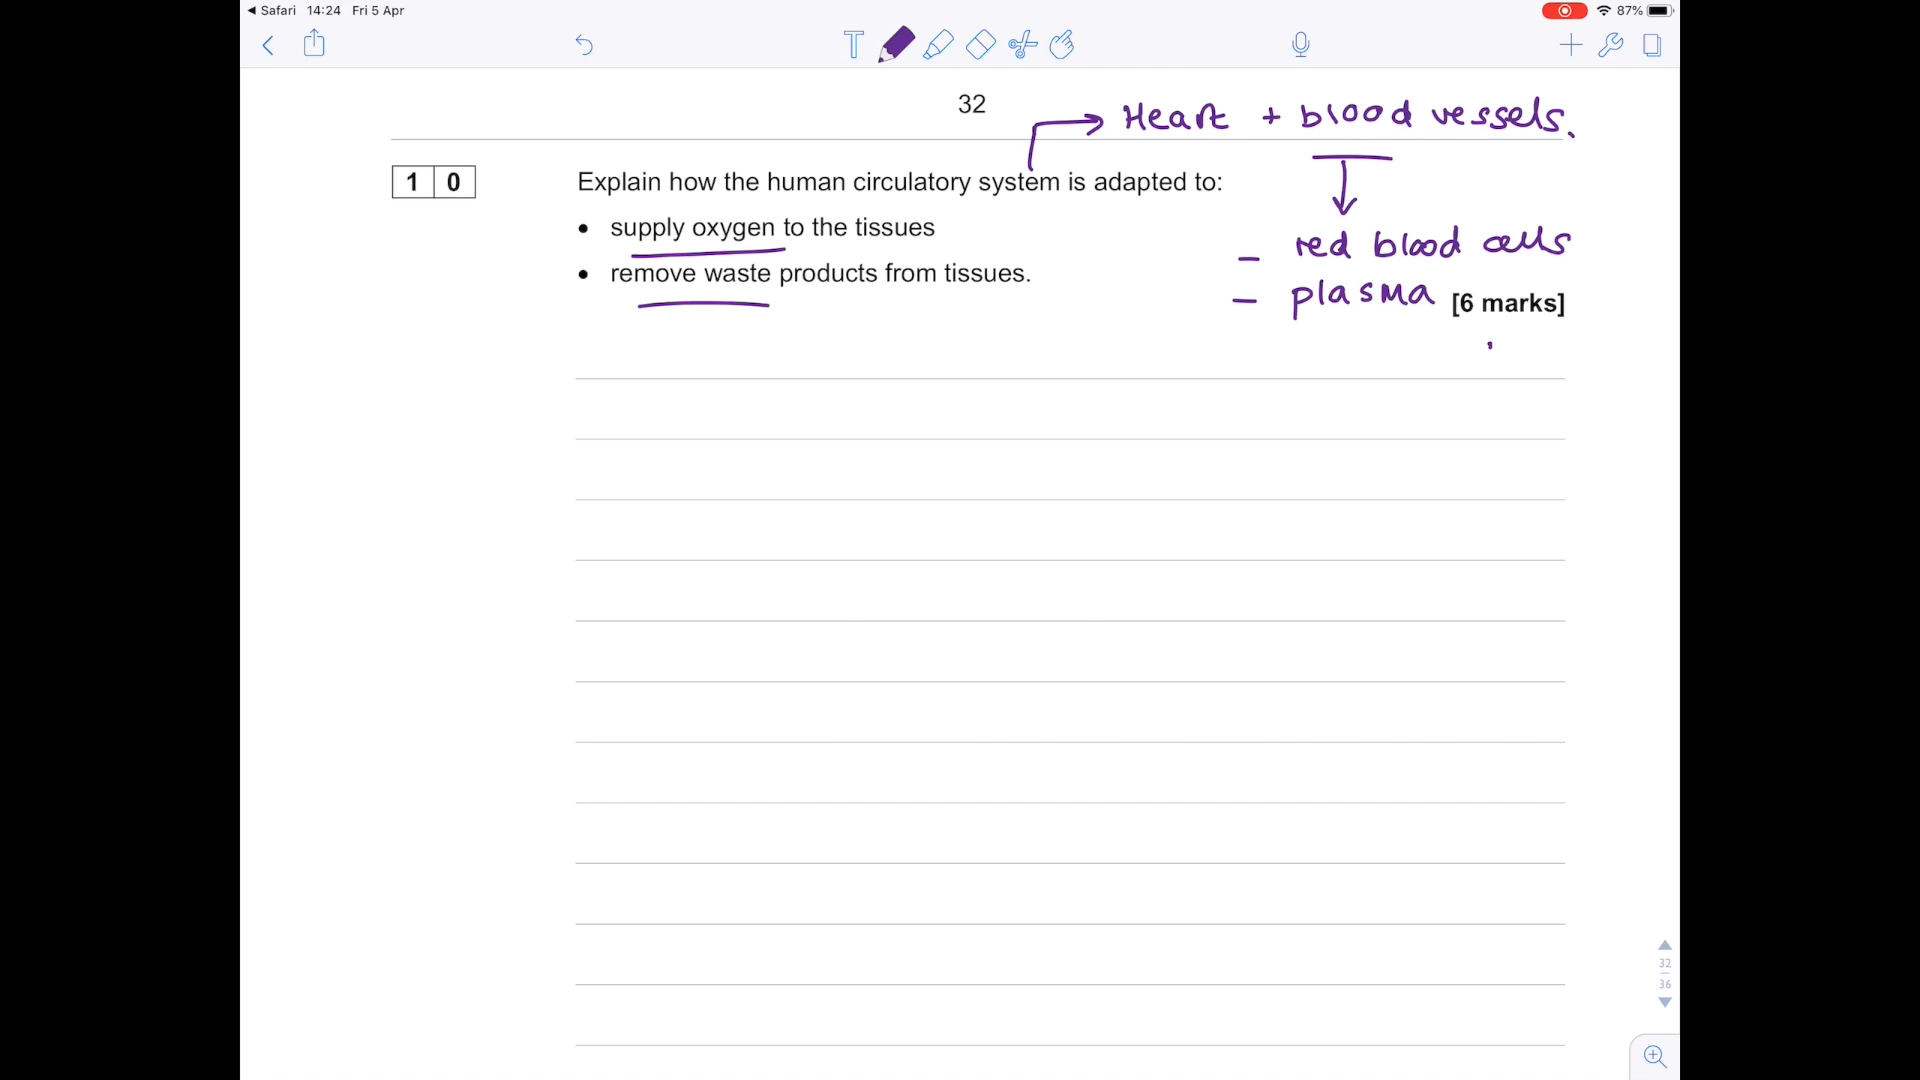 ◀ Safari 14:24 Fri 5 Apr 87%
T
32
→ Heart + blood vessels.
1 0 Explain how the human circulatory system is adapted to:
• supply oxygen to the tissues
• remove waste products from tissues.
- red blood cells
- plasma
[6 marks]
32
36